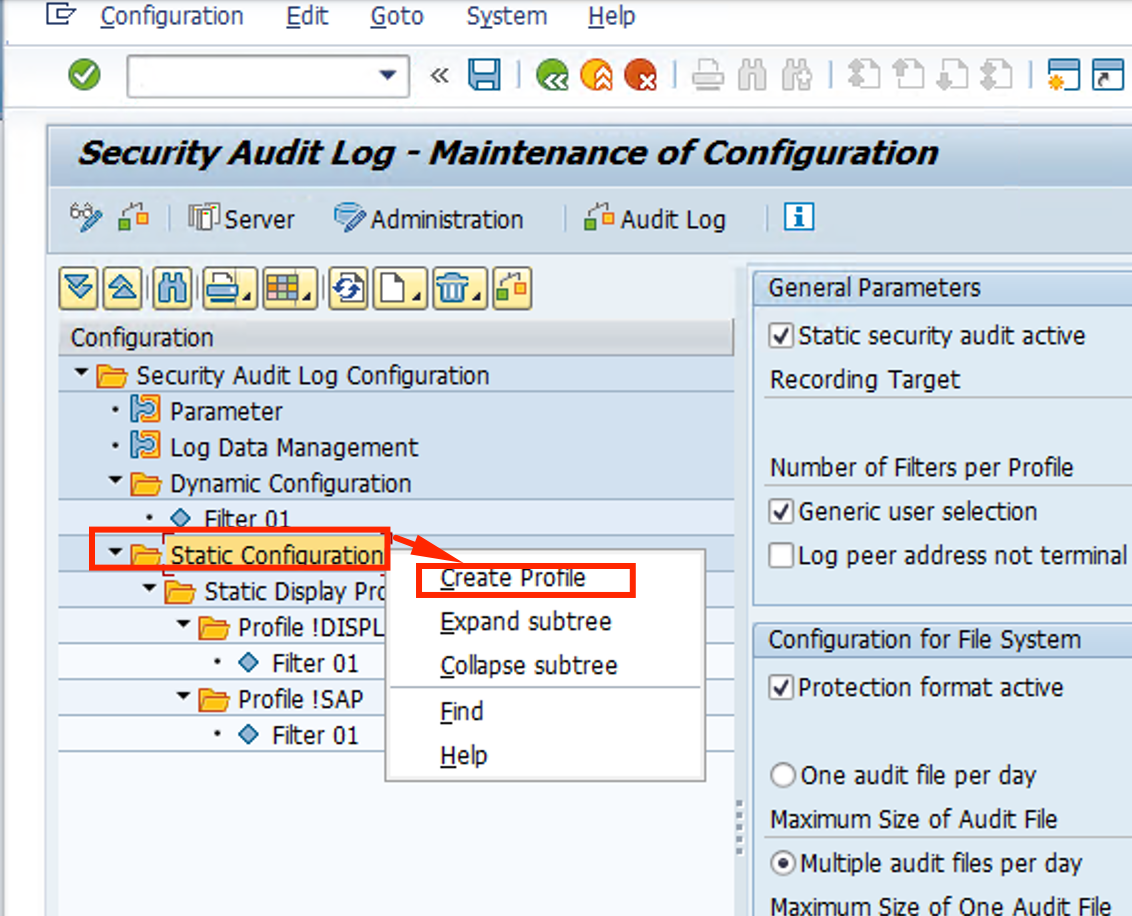 Configuration Edit Goto System Help
Security Audit Log - Maintenance of Configuration
Server Administration Audit Log
Configuration
Security Audit Log Configuration
Parameter
Log Data Management
Dynamic Configuration
Filter 01
Static Configuration
Static Display Pro
Profile !DISPL
Filter 01
Profile !SAP
Filter 01
Create Profile
Expand subtree
Collapse subtree
Find
Help
General Parameters
Static security audit active
Recording Target
Number of Filters per Profile
Generic user selection
Log peer address not terminal
Configuration for File System
Protection format active
One audit file per day
Maximum Size of Audit File
Multiple audit files per day
Maximum Size of One Audit File